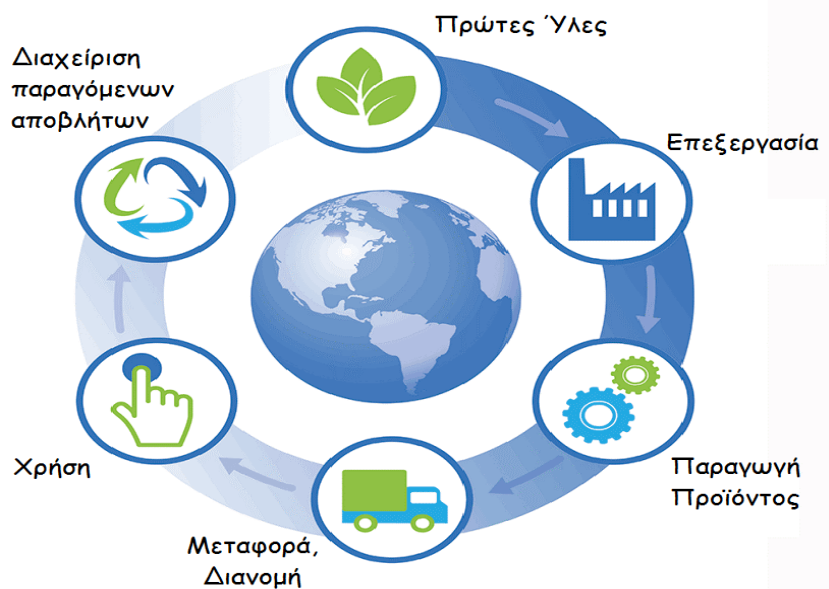 Πρώτες Ύλες
Διαχείριση
παραγόμενων
αποβλήτων
Επεξεργασία
Χρήση
Παραγωγή
Προϊόντος
Μεταφορά,
Διανομή